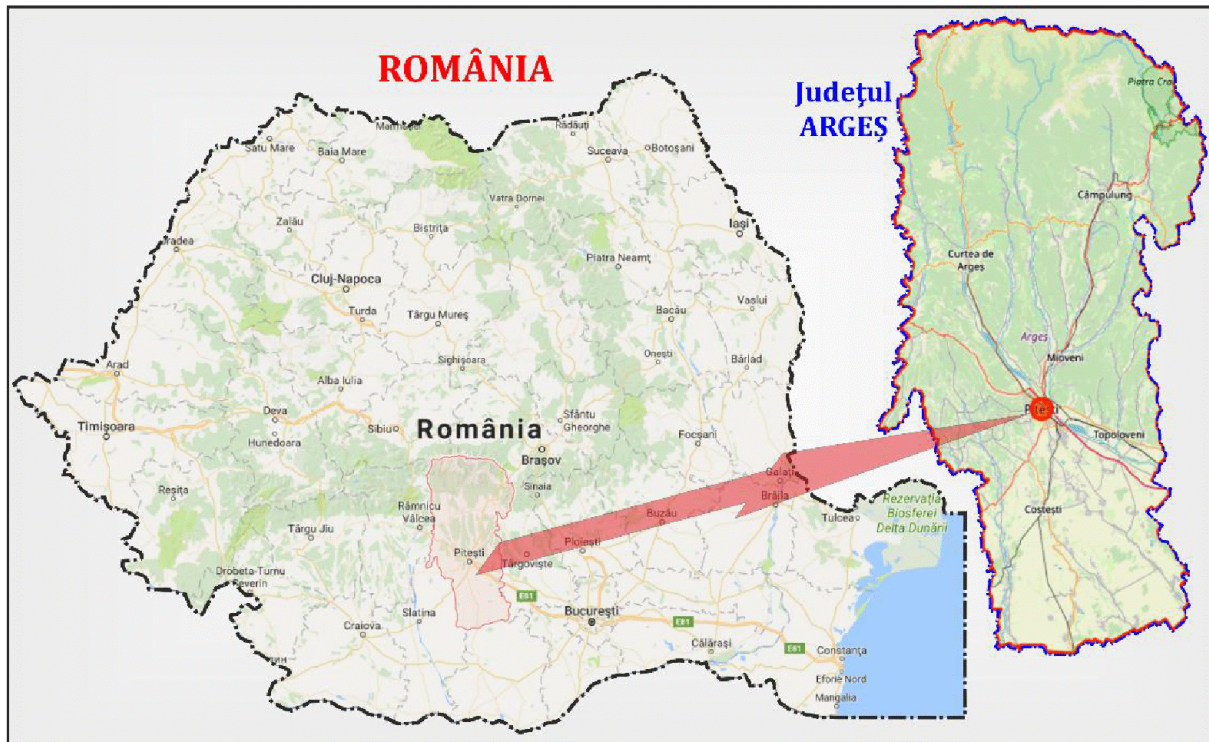 ROMÂNIA
Județul
ARGEȘ
Piatra Cra
Satu Mare
Baia Mare
Rădăuți
Suceava
Botoșani
Vatra Dornei
Câmpulung
Zalău
Bistrița
Iași
Piatra Neamț
Curtea de
Argeș
Cluj-Napoca
Turda
Târgu Mureș
Bacău
Vaslui
Sighișoara
Onești
Bârlad
Argeș
Mioveni
Arad
Alba Iulia
Deva
Sfântu
Gheorghe
Pitești
Timișoara
Hunedoara
Sibiu
România
Focșani
Topoloveni
Brașov
Reșița
Sinaia
Galați
Brăila
Râmnicu
Vâlcea
Rezervația
Biosferei
Delta Dunării
Costești
Târgu Jiu
Buzău
Tulcea
Pitești
Târgoviște
Ploiești
Drobeta-Turnu
Severin
E81
Slatina
București
E81
Craiova
Călărași
E81
Constanța
Eforie Nord
Mangalia